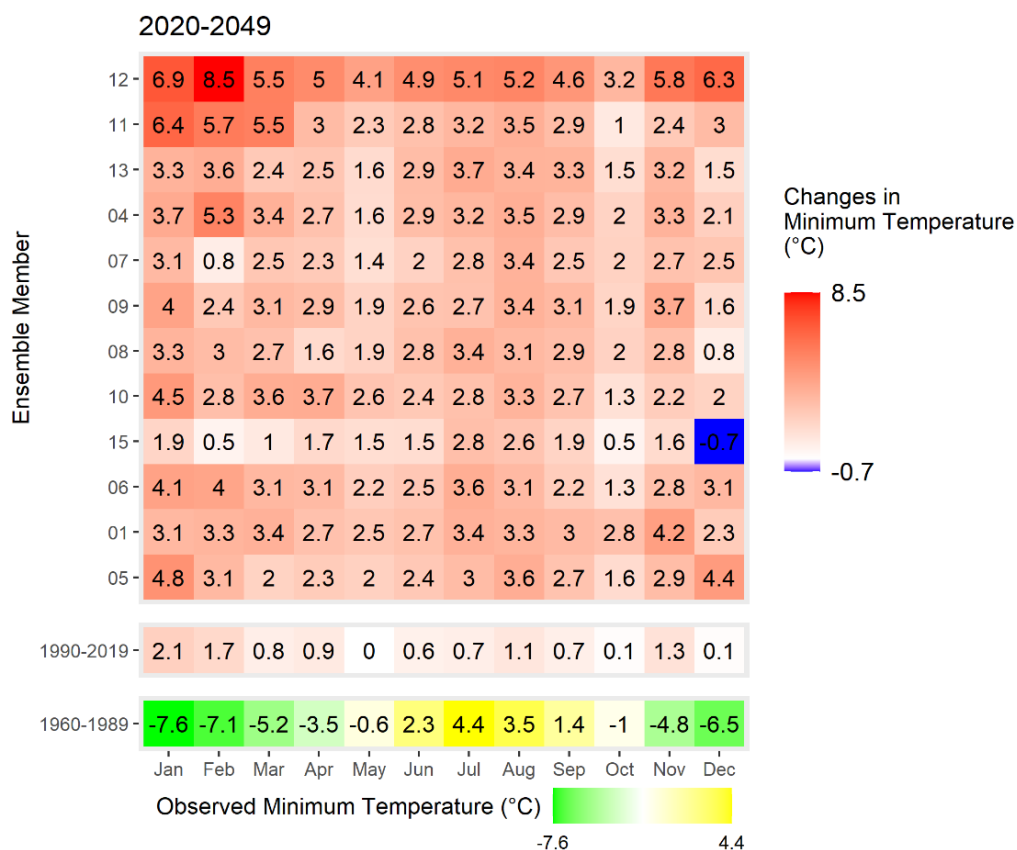 2020-2049
12 6.9 8.5 5.5 5 4.1 4.9 5.1 5.2 4.6 3.2 5.8 6.3
11 6.4 5.7 5.5 3 2.3 2.8 3.2 3.5 2.9 1 2.4 3
13 3.3 3.6 2.4 2.5 1.6 2.9 3.7 3.4 3.3 1.5 3.2 1.5
04 3.7 5.3 3.4 2.7 1.6 2.9 3.2 3.5 2.9 2 3.3 2.1
07 3.1 0.8 2.5 2.3 1.4 2 2.8 3.4 2.5 2 2.7 2.5
09 4 2.4 3.1 2.9 1.9 2.6 2.7 3.4 3.1 1.9 3.7 1.6
08 3.3 3 2.7 1.6 1.9 2.8 3.4 3.1 2.9 2 2.8 0.8
10 4.5 2.8 3.6 3.7 2.6 2.4 2.8 3.3 2.7 1.3 2.2 2
15 1.9 0.5 1 1.7 1.5 1.5 2.8 2.6 1.9 0.5 1.6 -0.7
06 4.1 4 3.1 3.1 2.2 2.5 3.6 3.1 2.2 1.3 2.8 3.1
01 3.1 3.3 3.4 2.7 2.5 2.7 3.4 3.3 3 2.8 4.2 2.3
05 4.8 3.1 2 2.3 2 2.4 3 3.6 2.7 1.6 2.9 4.4
Ensemble Member
1990-2019 2.1 1.7 0.8 0.9 0 0.6 0.7 1.1 0.7 0.1 1.3 0.1
1960-1989 -7.6 -7.1 -5.2 -3.5 -0.6 2.3 4.4 3.5 1.4 -1 -4.8 -6.5
Jan Feb Mar Apr May Jun Jul Aug Sep Oct Nov Dec
Observed Minimum Temperature (°C)
-7.6 4.4
Changes in
Minimum Temperature
(°C)
8.5
-0.7